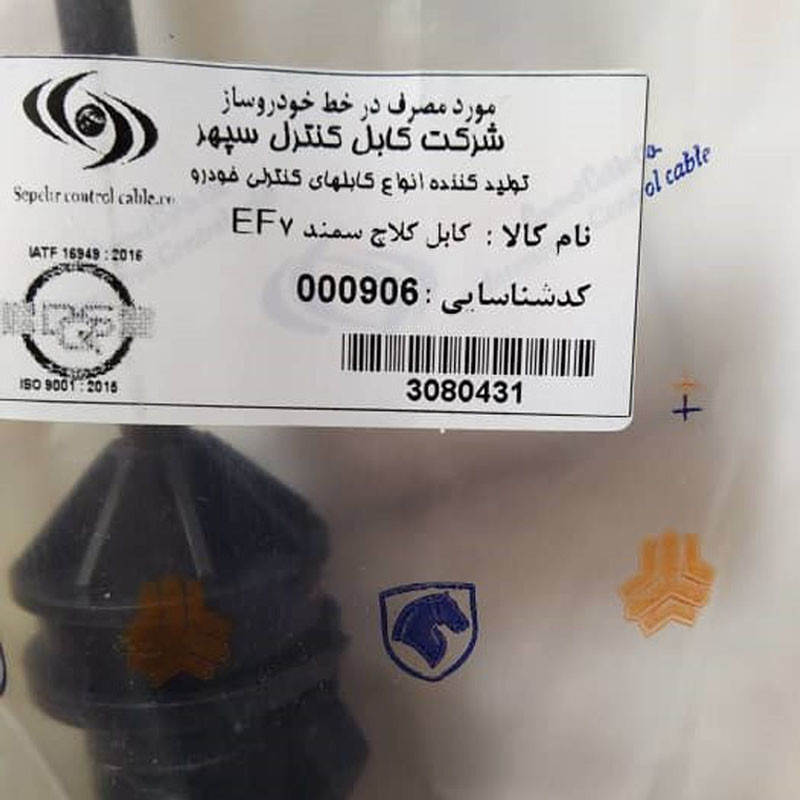 مورد مصرف در خط خودروساز
شرکت کابل کنترل سپهر
تولید کننده انواع کابلهای کنترلی خودرو
Sepehr control cable.co
نام کالا : کابل کلاچ سمند EF۷
IATF 16949 : 2016
کدشناسایی : 000906
ISO 9001 : 2015
3080431
ol cable